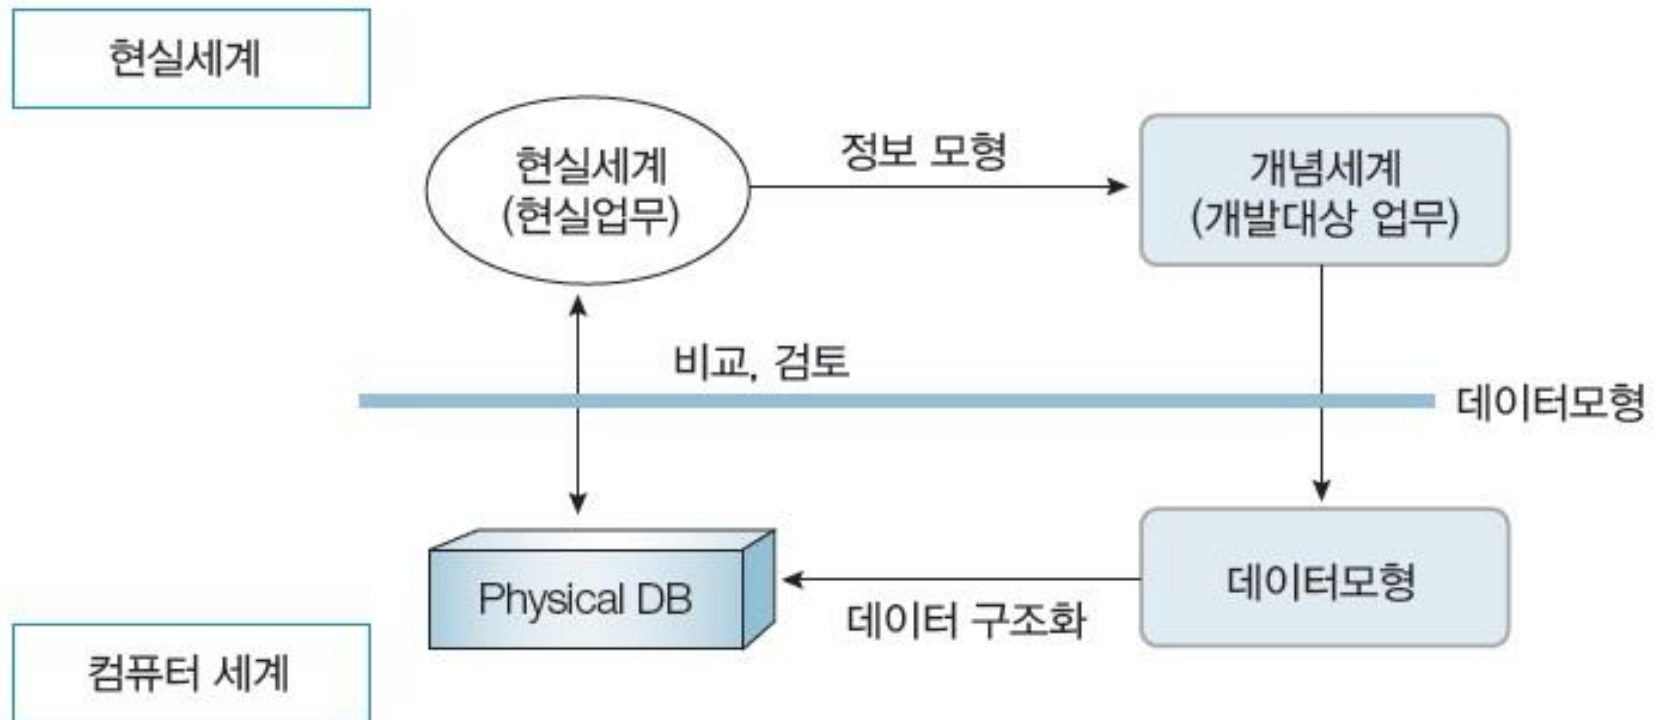 현실세계
현실세계
(현실업무)
정보 모형
개념세계
(개발대상 업무)
비교, 검토
데이터모형
Physical DB
데이터 구조화
데이터모형
컴퓨터 세계